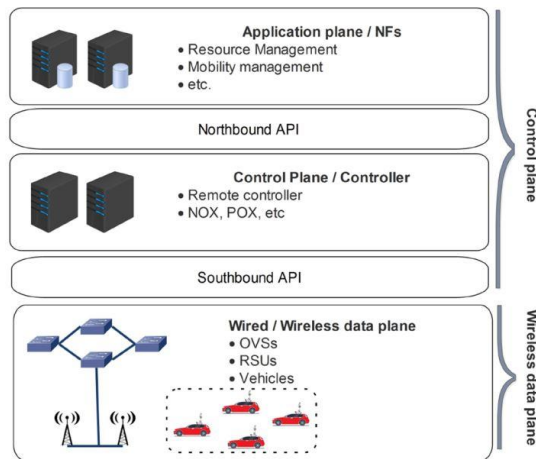 Application plane / NFs
• Resource Management
• Mobility management
• etc.
Northbound API
Control Plane / Controller
• Remote controller
• NOX, POX, etc
Southbound API
Wired / Wireless data plane
• OVSs
• RSUs
• Vehicles
Control plane
Wireless data plane